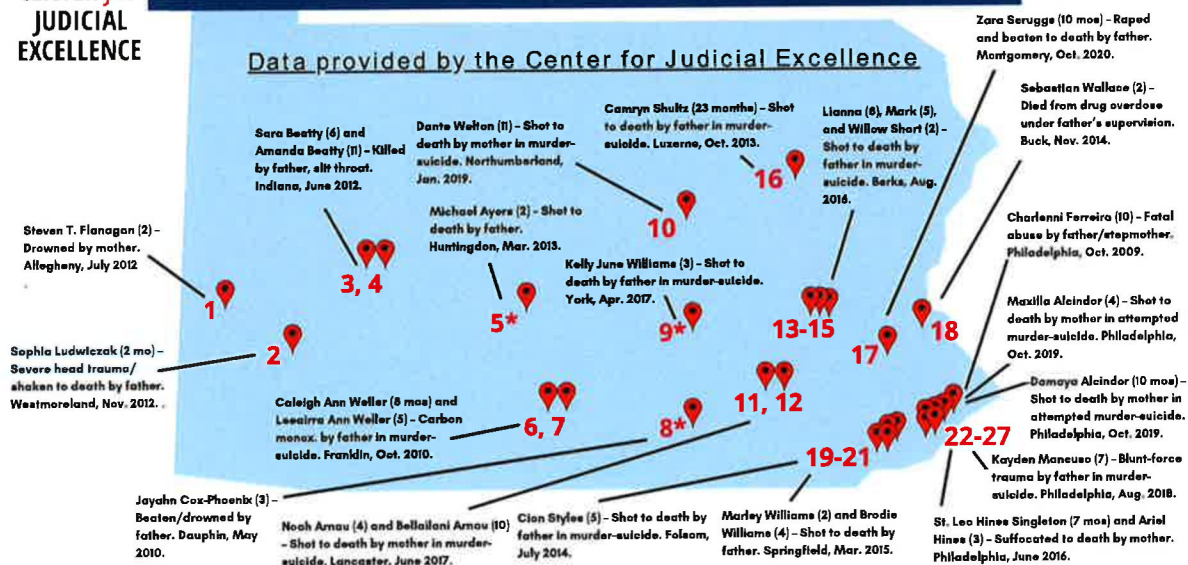 JUDICIAL
EXCELLENCE
Data provided by the Center for Judicial Excellence
Zara Scruggs (10 mos) – Raped
and beaten to death by father.
Montgomery, Oct. 2020.
Sebastian Wallace (2) –
Died from drug overdose
under father's supervision.
Buck, Nov. 2014.
Lianna (8), Mark (5),
and Willow Short (2) –
Shot to death by
father in murder-
suicide. Berks, Aug.
2016.
Camryn Shultz (23 months) – Shot
to death by father in murder-
suicide. Luzerne, Oct. 2013.
Dante Welton (11) – Shot to
death by mother in murder-
suicide. Northumberland,
Jan. 2019.
Sara Beatty (6) and
Amanda Beatty (11) – Killed
by father, slit throat.
Indiana, June 2012.
Michael Ayers (2) – Shot to
death by father.
Huntingdon, Mar. 2013.
Steven T. Flanagan (2) –
Drowned by mother.
Allegheny, July 2012
Kelly June Williams (3) – Shot to
death by father in murder-suicide.
York, Apr. 2017.
Charlenni Ferreira (10) – Fatal
abuse by father/stepmother.
Philadelphia, Oct. 2009.
Maxilla Alcindor (4) – Shot to
death by mother in attempted
murder-suicide. Philadelphia,
Oct. 2019.
Damaya Alcindor (10 mos) –
Shot to death by mother in
attempted murder-suicide.
Philadelphia, Oct. 2019.
Kayden Mancuso (7) – Blunt-force
trauma by father in murder-
suicide. Philadelphia, Aug. 2018.
St. Leo Hines Singleton (7 mos) and Ariel
Hines (3) – Suffocated to death by mother.
Philadelphia, June 2016.
Sophia Ludwiczak (2 mo) –
Severe head trauma/
shaken to death by father.
Westmoreland, Nov. 2012.
Caleigh Ann Weller (8 mos) and
Leeairra Ann Weller (5) – Carbon
monox. by father in murder-
suicide. Franklin, Oct. 2010.
Jayahn Cox-Phoenix (3) –
Beaten/drowned by
father. Dauphin, May
2010.
Noah Arnau (4) and Bellailani Arnau (10)
– Shot to death by mother in murder-
suicide. Lancaster, June 2017.
Cion Styles (5) – Shot to death by
father in murder-suicide. Folsom,
July 2014.
Marley Williams (2) and Brodie
Williams (4) – Shot to death by
father. Springfield, Mar. 2015.
1
2
3, 4
5*
6, 7
8*
9*
10
11, 12
13-15
16
17
18
19-21
22-27